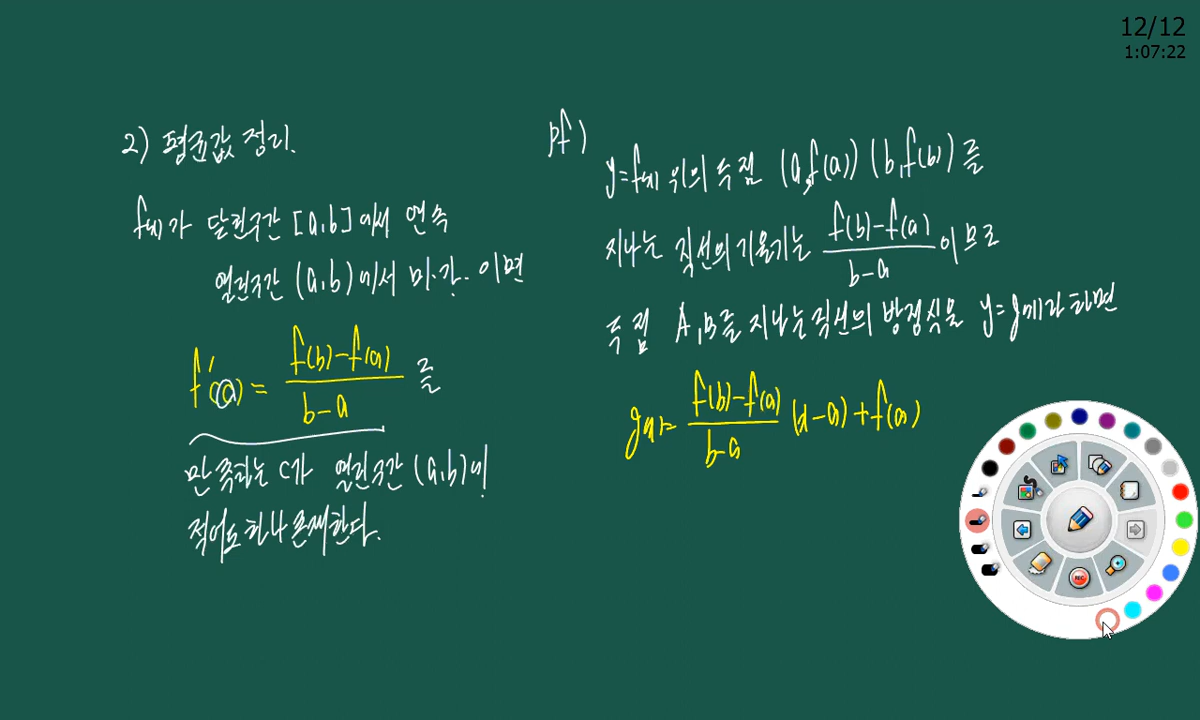 12/12
1:07:22
2) 평균값 정리.
f(x)가 닫힌구간 [a,b]에서 연속
열린구간 (a,b)에서 미.가. 이면
f'(c) = f(b)-f(a) / b-a 를
만족하는 C가 열린구간 (a,b)에
적어도 하나 존재한다.
pf)
y=f(x) 위의 두점 (a,f(a)) (b,f(b)를
지나는 직선의 기울기는 f(b)-f(a) / b-a 이므로
두점 A,B를 지나는직선의 방정식을 y=g(x)라 하면
g(x)= f(b)-f(a) / b-a (x-a)+f(a)
REC